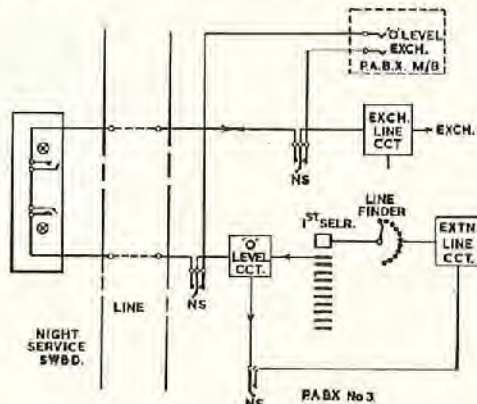 "O" LEVEL
EXCH.
P.A.B.X. M/B
EXCH.
LINE
CCT
EXCH.
NS
LINE
FINDER
1ST SELR.
EXTN.
LINE
CCT.
"O"
LEVEL
CCT.
NS
LINE
NIGHT
SERVICE
SWBD.
NS
P.A.B.X No 3